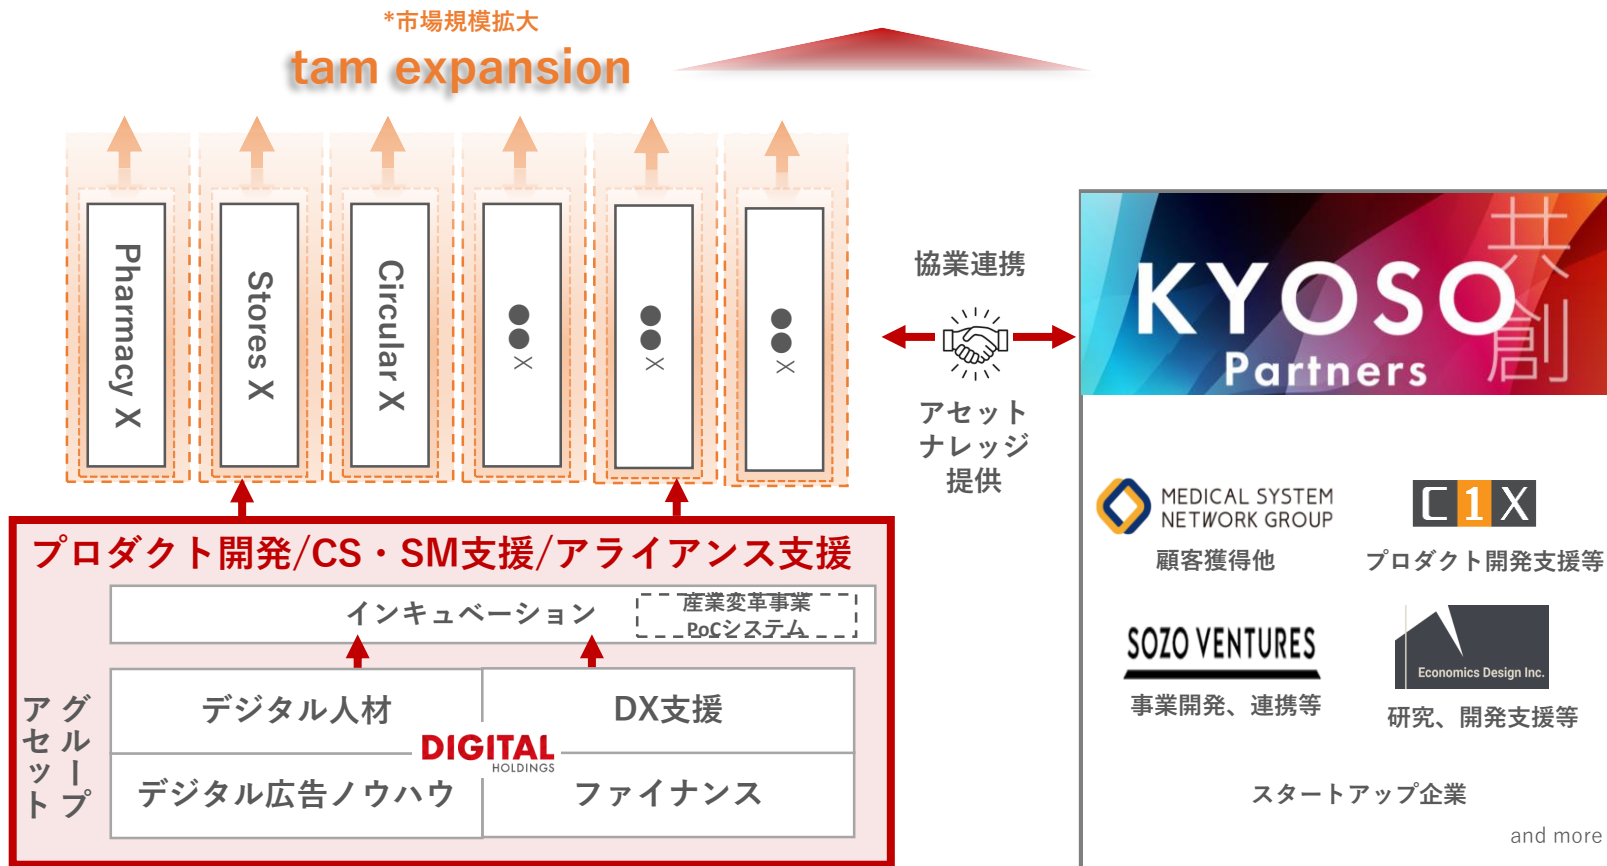 *市場規模拡大
tam expansion
Pharmacy X
Stores X
Circular X
●●X
●●X
●●X
協業連携
アセット
ナレッジ
提供
KYOSO
Partners
共創
MEDICAL SYSTEM
NETWORK GROUP
顧客獲得他
C1X
プロダクト開発支援等
SOZO VENTURES
事業開発、連携等
Economics Design Inc.
研究、開発支援等
スタートアップ企業
and more
プロダクト開発/CS・SM支援/アライアンス支援
インキュベーション
産業変革事業
PoCシステム
グループ
アセット
デジタル人材
DX支援
DIGITAL
HOLDINGS
デジタル広告ノウハウ
ファイナンス